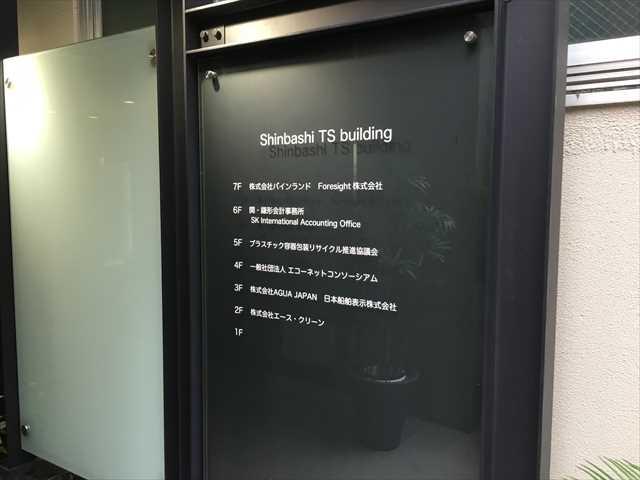 Shinbashi TS building
7F 株式会社パインランド Foresight 株式会社
6F 関・緑形会計事務所
SK International Accounting Office
5F プラスチック容器包装リサイクル推進協議会
4F 一般社団法人 エコーネットコンソーシアム
3F 株式会社AGUA JAPAN 日本船舶表示株式会社
2F 株式会社エース・クリーン
1F